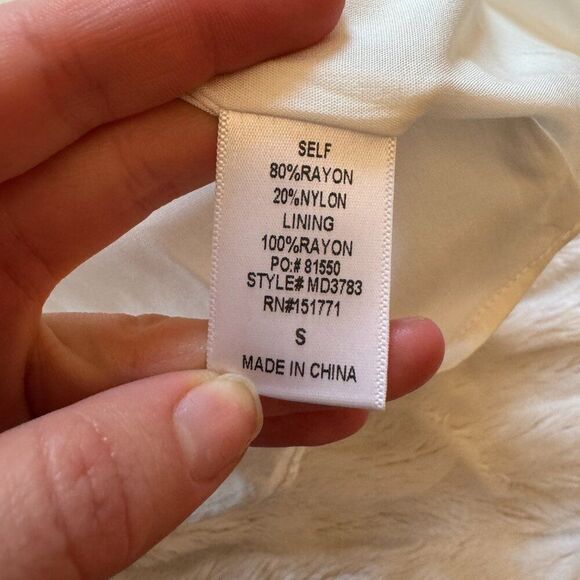 SELF
80%RAYON
20%NYLON
LINING
100%RAYON
PO:# 81550
STYLE# MD3783
RN#151771
S
MADE IN CHINA